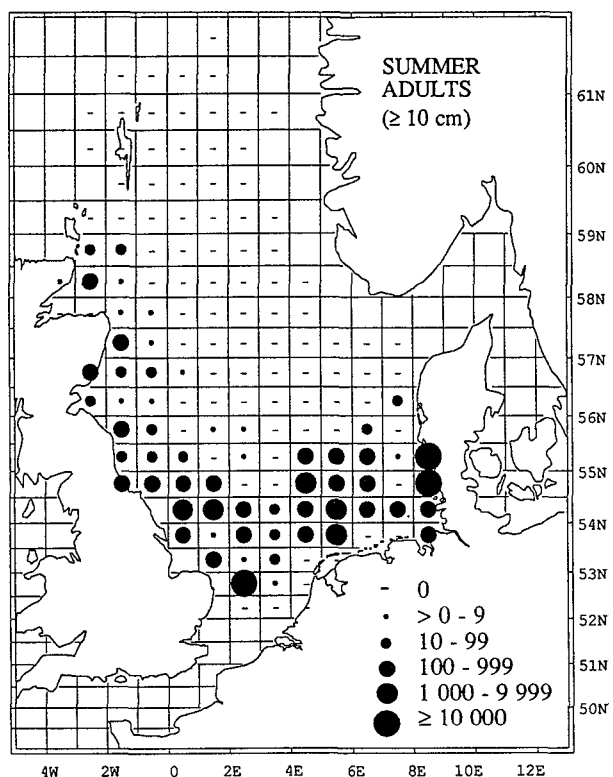 SUMMER
ADULTS
(≥ 10 cm)
61N
60N
59N
58N
57N
56N
55N
54N
53N
52N
51N
50N
- 0
> 0 - 9
10 - 99
100 - 999
1 000 - 9 999
≥ 10 000
4W 2W 0 2E 4E 6E 8E 10E 12E